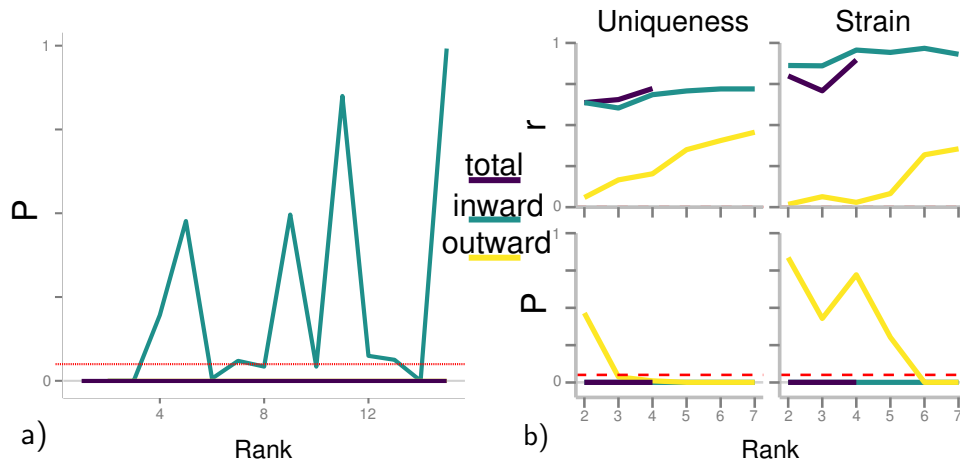 Uniqueness Strain
1
P
0
4 8 12
Rank
a)
total
inward
outward
1
r
0
1
P
0
2 3 4 5 6 7
2 3 4 5 6 7
Rank
b)